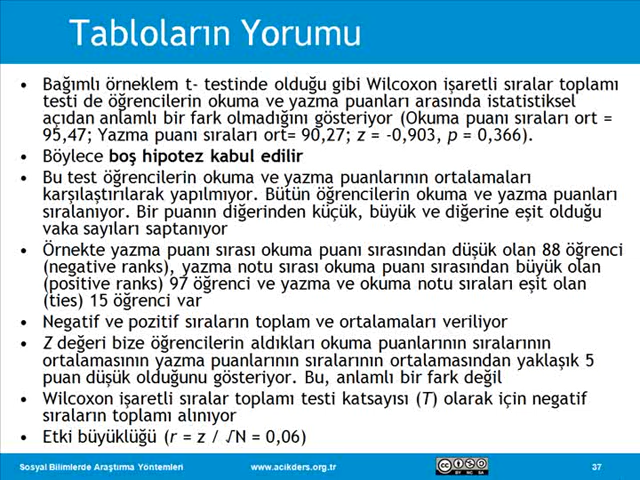 Tabloların Yorumu
• Bağımlı örneklem t- testinde olduğu gibi Wilcoxon işaretli sıralar toplamı
testi de öğrencilerin okuma ve yazma puanları arasında istatistiksel
açıdan anlamlı bir fark olmadığını gösteriyor (Okuma puanı sıraları ort =
95,47; Yazma puanı sıraları ort= 90,27; z = -0,903, p = 0,366).
• Böylece boş hipotez kabul edilir
• Bu test öğrencilerin okuma ve yazma puanlarının ortalamaları
karşılaştırılarak yapılmıyor. Bütün öğrencilerin okuma ve yazma puanları
sıralanıyor. Bir puanın diğerinden küçük, büyük ve diğerine eşit olduğu
vaka sayıları saptanıyor
• Örnekte yazma puanı sırası okuma puanı sırasından düşük olan 88 öğrenci
(negative ranks), yazma notu sırası okuma puanı sırasından büyük olan
(positive ranks) 97 öğrenci ve yazma ve okuma notu sıraları eşit olan
(ties) 15 öğrenci var
• Negatif ve pozitif sıraların toplam ve ortalamaları veriliyor
• Z değeri bize öğrencilerin aldıkları okuma puanlarının sıralarının
ortalamasının yazma puanlarının sıralarının ortalamasından yaklaşık 5
puan düşük olduğunu gösteriyor. Bu, anlamlı bir fark değil
• Wilcoxon işaretli sıralar toplamı testi katsayısı (T) olarak için negatif
sıraların toplamı alınıyor
• Etki büyüklüğü (r = z / √N = 0,06)
Sosyal Bilimlerde Araştırma Yöntemleri www.acikders.org.tr cc BY NC SA 37